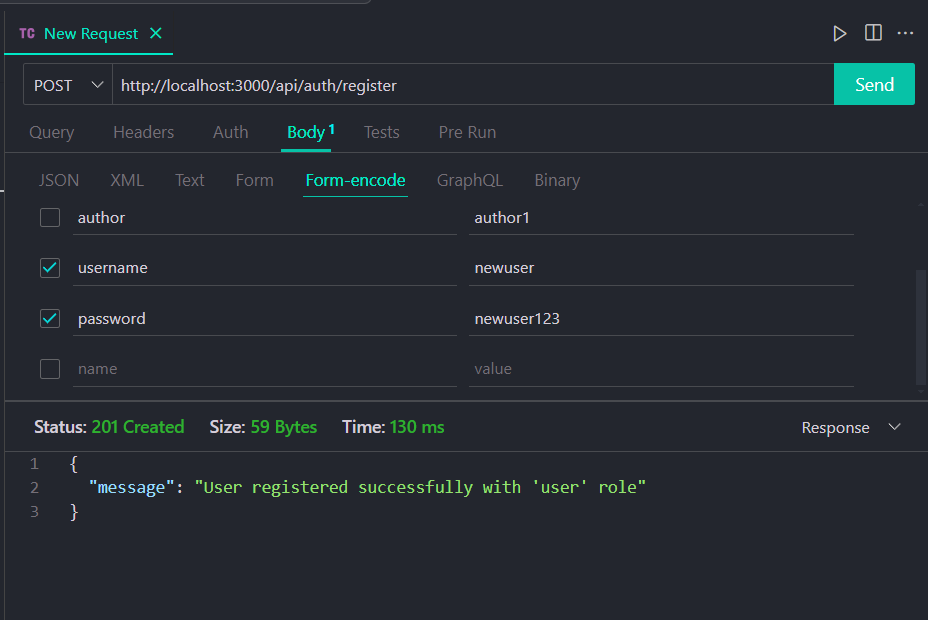 TC New Request
POST http://localhost:3000/api/auth/register Send
Query Headers Auth Body 1 Tests Pre Run
JSON XML Text Form Form-encode GraphQL Binary
author author1
username newuser
password newuser123
name value
Status: 201 Created Size: 59 Bytes Time: 130 ms Response
1 {
2 "message": "User registered successfully with 'user' role"
3 }